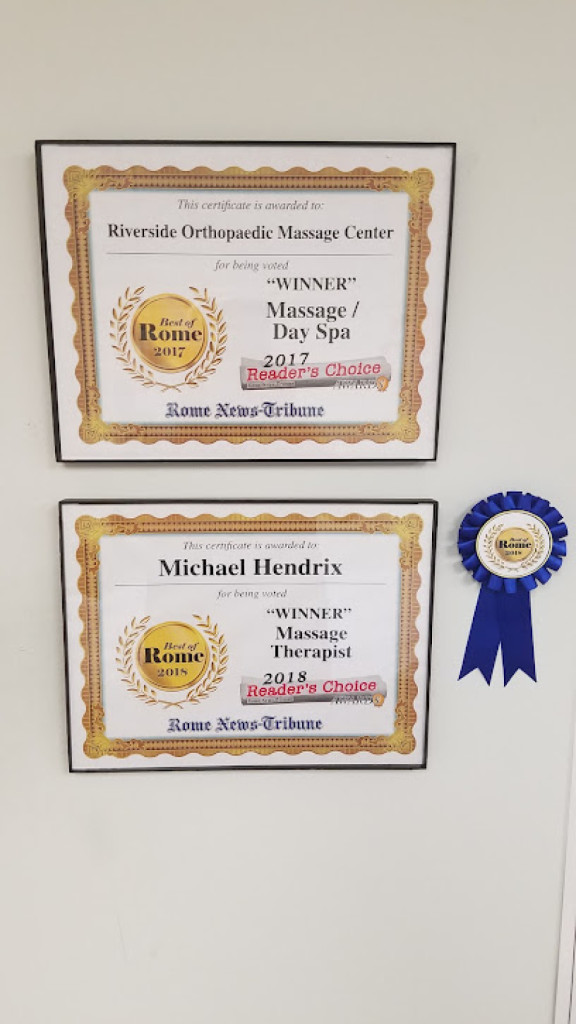 This certificate is awarded to:
Riverside Orthopaedic Massage Center
for being voted
"WINNER"
Massage /
Day Spa
Best of
Rome
2017
2017
Reader's Choice
AWARDS
Rome News-Tribune
This certificate is awarded to:
Michael Hendrix
for being voted
"WINNER"
Massage
Therapist
Best of
Rome
2018
2018
Reader's Choice
AWARDS
Rome News-Tribune
Best of
Rome
2018